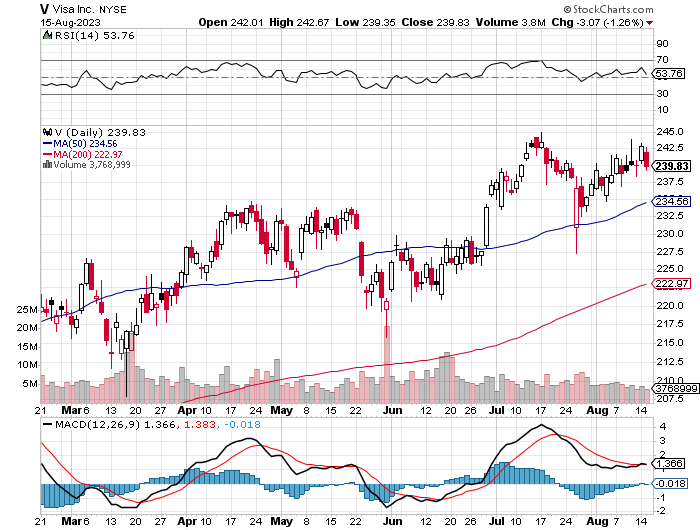 V Visa Inc. NYSE © StockCharts.com
15-Aug-2023 Open 242.01 High 242.67 Low 239.35 Close 239.83 Volume 3.8M Chg -3.07 (-1.26%)
RSI(14) 53.76
90
70
53.76
50
30
10
V (Daily) 239.83
MA(50) 234.56
MA(200) 222.97
Volume 3,768,999
245.0
242.5
239.83
237.5
234.56
232.5
230.0
227.5
225.0
222.97
220.0
217.5
215.0
212.5
210.0
207.5
25M
20M
15M
10M
5M
3768999
21 Mar 6 13 20 27 Apr 10 17 24 May 8 15 22 Jun 12 20 26 Jul 10 17 24 Aug 7 14
MACD(12,26,9) 1.366, 1.383, -0.018
4
3
2
1.366
-0.018
-1
-2
21 Mar 6 13 20 27 Apr 10 17 24 May 8 15 22 Jun 12 20 26 Jul 10 17 24 Aug 7 14